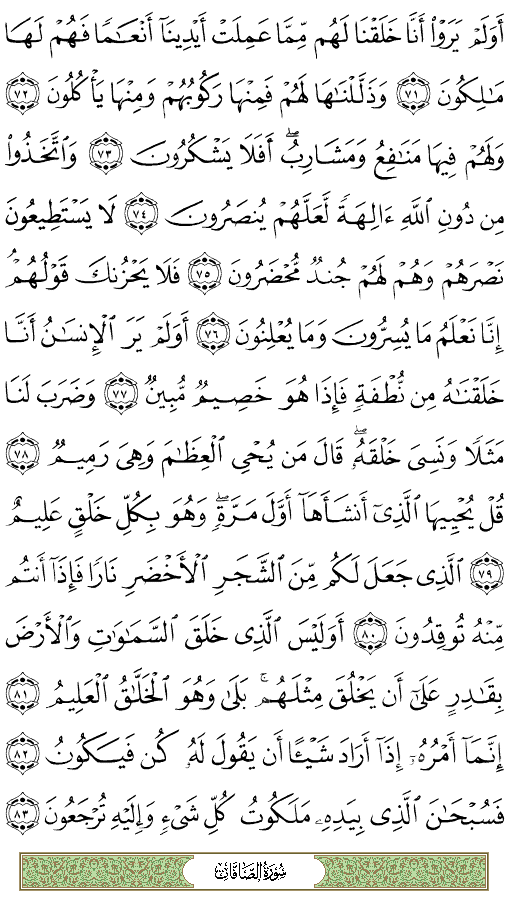 أَوَلَمْ يَرَوْا۟ أَنَّا خَلَقْنَا لَهُم مِّمَّا عَمِلَتْ أَيْدِينَآ أَنْعَـٰمًا فَهُمْ لَهَا
مَـٰلِكُونَ ٧١ وَذَلَّلْنَـٰهَا لَهُمْ فَمِنْهَا رَكُوبُهُمْ وَمِنْهَا يَأْكُلُونَ ٧٢
وَلَهُمْ فِيهَا مَنَـٰفِعُ وَمَشَارِبُ ۖ أَفَلَا يَشْكُرُونَ ٧٣ وَٱتَّخَذُوا۟
مِن دُونِ ٱللَّهِ ءَالِهَةً لَّعَلَّهُمْ يُنصَرُونَ ٧٤ لَا يَسْتَطِيعُونَ
نَصْرَهُمْ وَهُمْ لَهُمْ جُندٌ مُّحْضَرُونَ ٧٥ فَلَا يَحْزُنكَ قَوْلُهُمْ ۘ
إِنَّا نَعْلَمُ مَا يُسِرُّونَ وَمَا يُعْلِنُونَ ٧٦ أَوَلَمْ يَرَ ٱلْإِنسَـٰنُ أَنَّا
خَلَقْنَـٰهُ مِن نُّطْفَةٍ فَإِذَا هُوَ خَصِيمٌ مُّبِينٌ ٧٧ وَضَرَبَ لَنَا
مَثَلًا وَنَسِىَ خَلْقَهُۥ ۖ قَالَ مَن يُحْىِ ٱلْعِظَـٰمَ وَهِىَ رَمِيمٌ ٧٨
قُلْ يُحْيِيهَا ٱلَّذِىٓ أَنشَأَهَآ أَوَّلَ مَرَّةٍ ۖ وَهُوَ بِكُلِّ خَلْقٍ عَلِيمٌ
٧٩ ٱلَّذِى جَعَلَ لَكُم مِّنَ ٱلشَّجَرِ ٱلْأَخْضَرِ نَارًا فَإِذَآ أَنتُم
مِّنْهُ تُوقِدُونَ ٨٠ أَوَلَيْسَ ٱلَّذِى خَلَقَ ٱلسَّمَـٰوَٰتِ وَٱلْأَرْضَ
بِقَـٰدِرٍ عَلَىٰٓ أَن يَخْلُقَ مِثْلَهُم ۚ بَلَىٰ وَهُوَ ٱلْخَلَّـٰقُ ٱلْعَلِيمُ ٨١
إِنَّمَآ أَمْرُهُۥٓ إِذَآ أَرَادَ شَيْـًٔا أَن يَقُولَ لَهُۥ كُن فَيَكُونُ ٨٢
فَسُبْحَـٰنَ ٱلَّذِى بِيَدِهِۦ مَلَكُوتُ كُلِّ شَىْءٍ وَإِلَيْهِ تُرْجَعُونَ ٨٣
سُورَةُ الصَّافَّاتِ